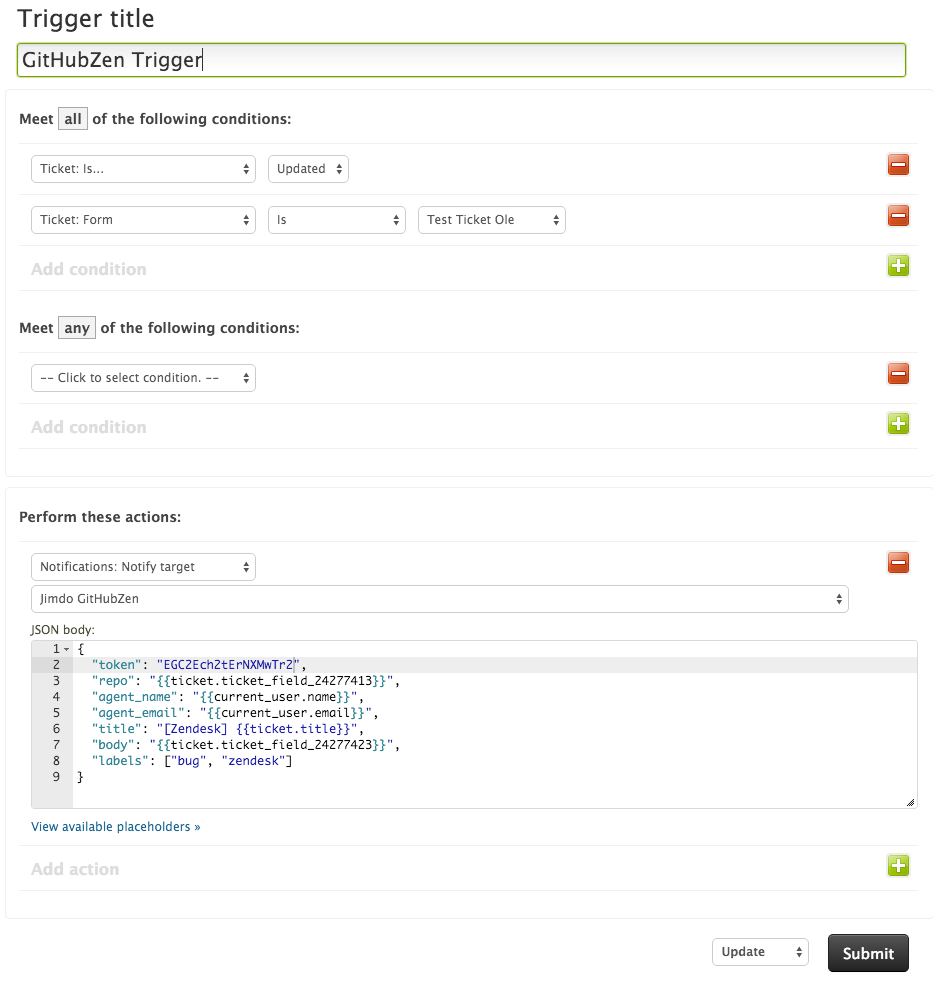 Trigger title
GitHubZen Trigger
Meet all of the following conditions:
Ticket: Is... Updated
Ticket: Form Is Test Ticket Ole
Add condition
Meet any of the following conditions:
-- Click to select condition. --
Add condition
Perform these actions:
Notifications: Notify target
Jimdo GitHubZen
JSON body:
1 {
2 "token": "EGC2Ech2tErNXMwTr2",
3 "repo": "{{ticket.ticket_field_24277413}}",
4 "agent_name": "{{current_user.name}}",
5 "agent_email": "{{current_user.email}}",
6 "title": "[Zendesk] {{ticket.title}}",
7 "body": "{{ticket.ticket_field_24277423}}",
8 "labels": ["bug", "zendesk"]
9 }
View available placeholders »
Add action
Update Submit